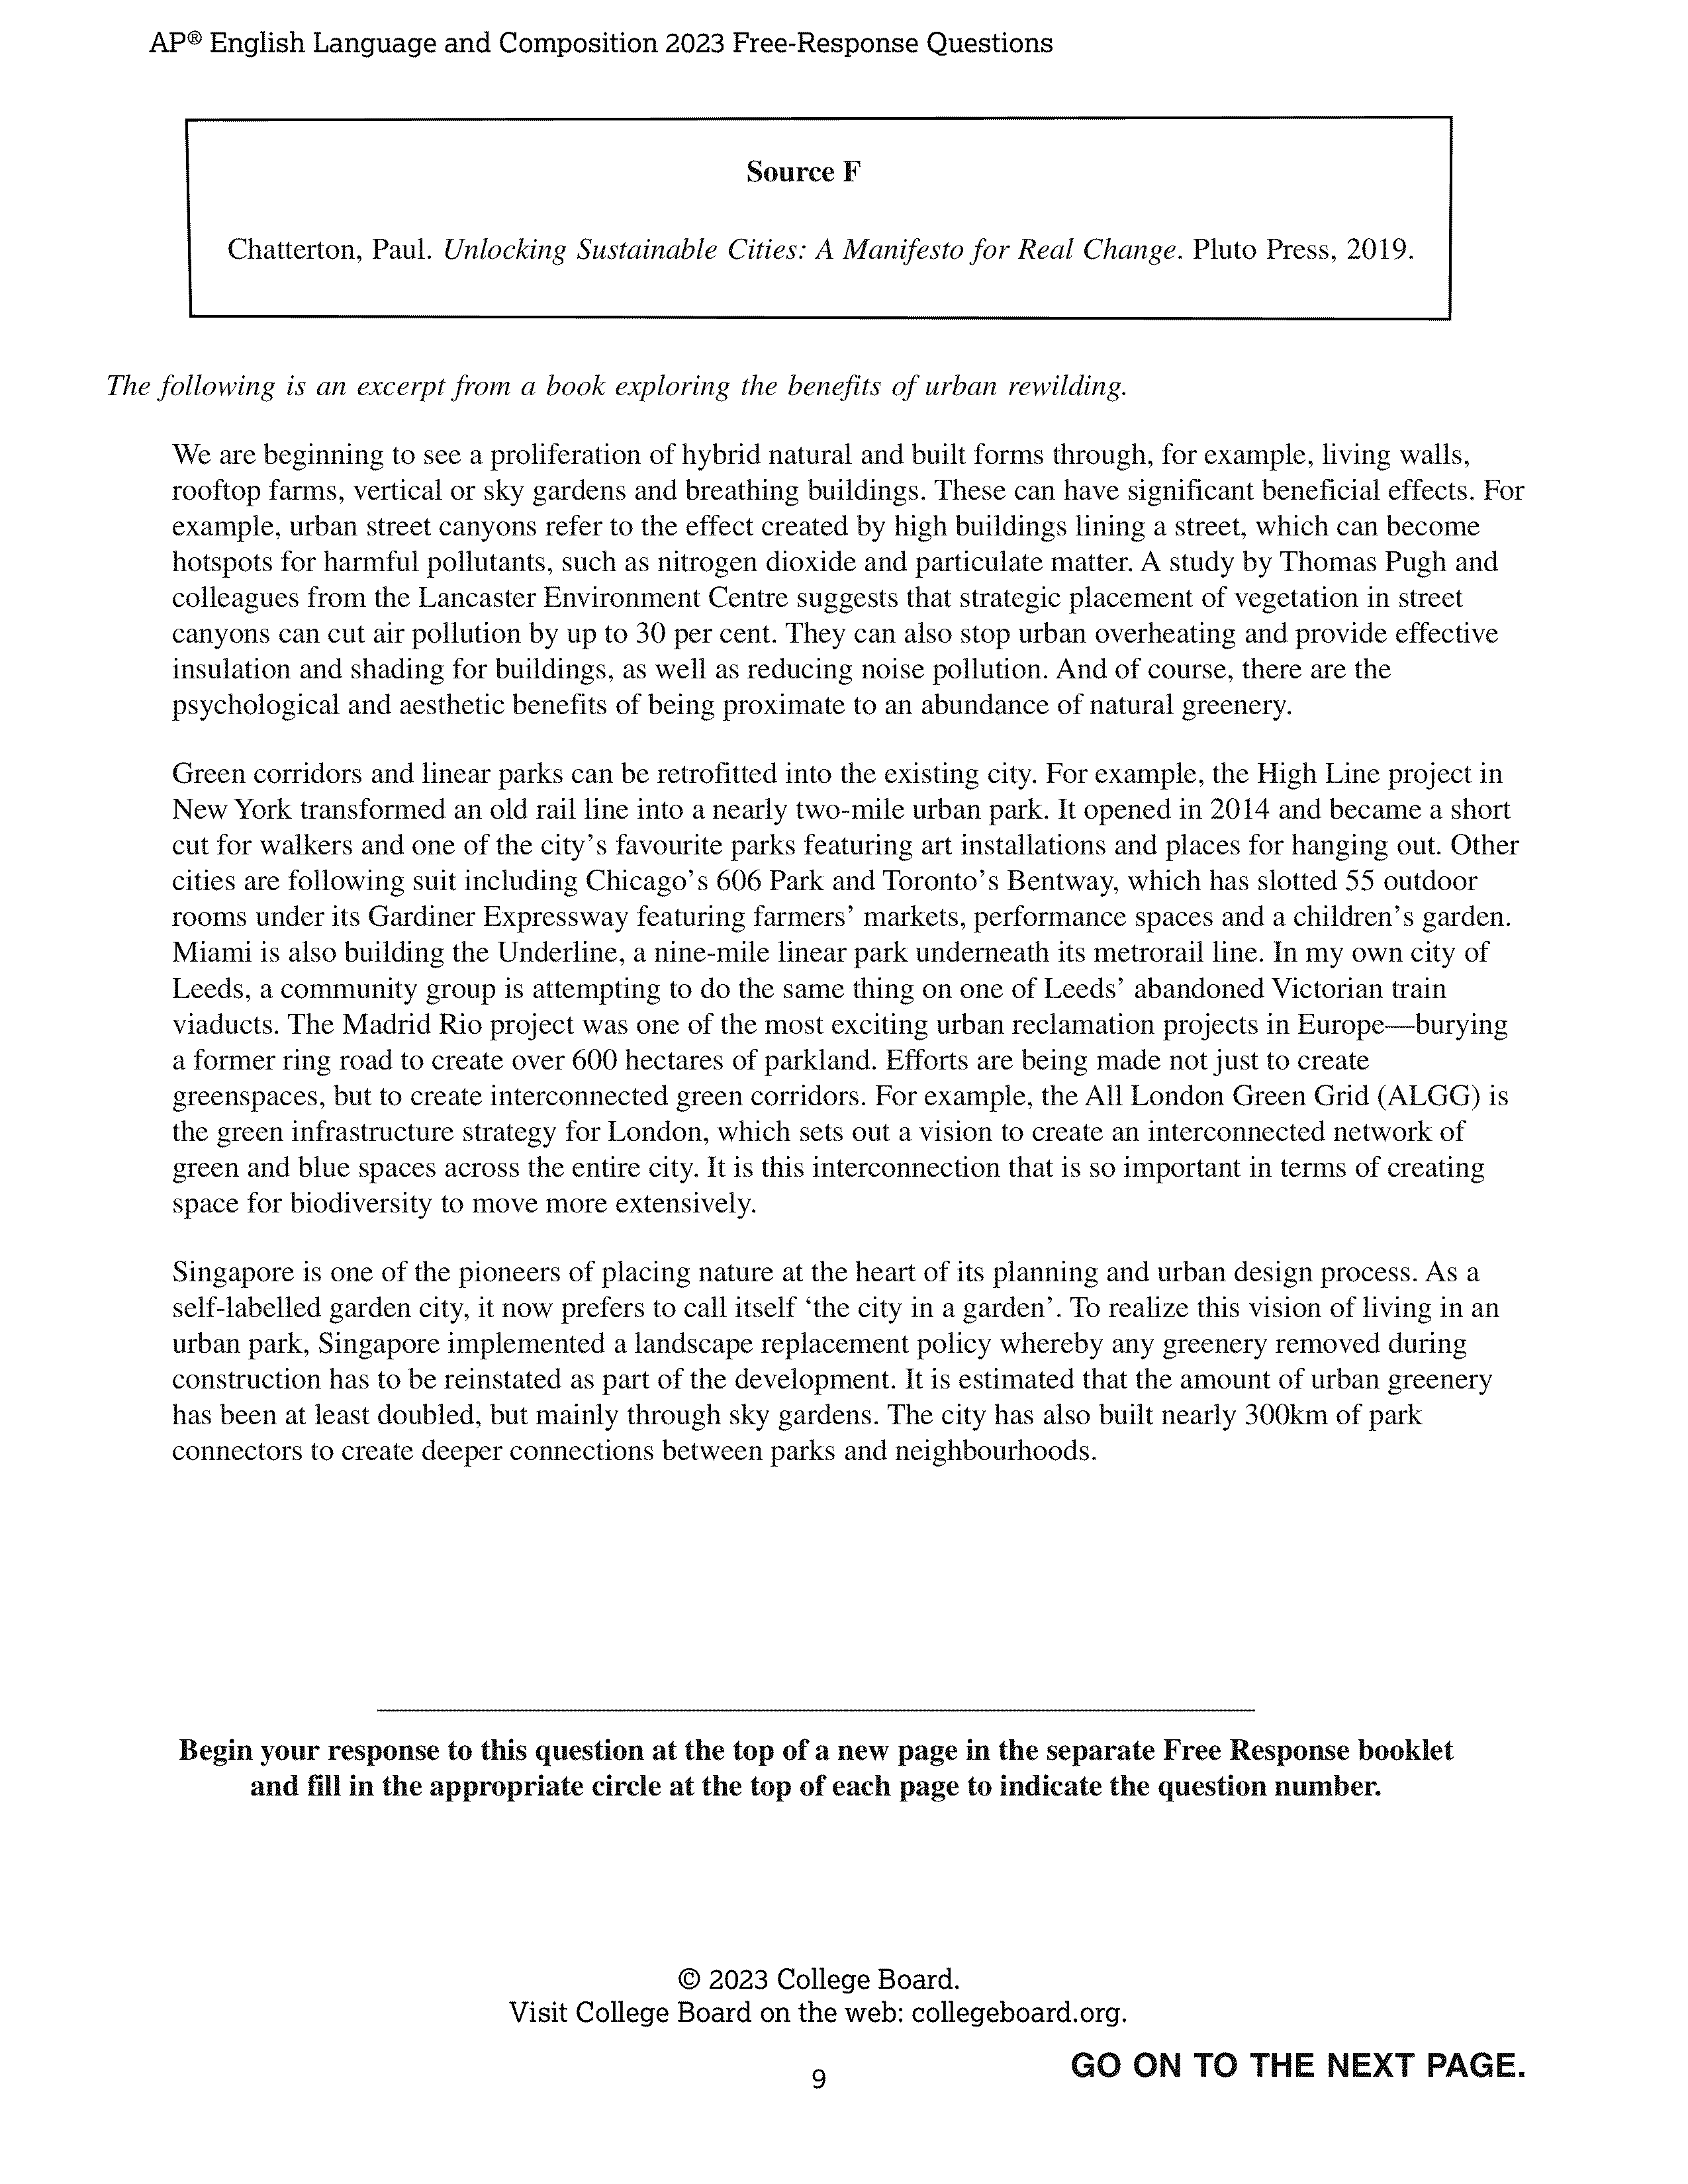 AP® English Language and Composition 2023 Free-Response Questions
Source F
Chatterton, Paul. Unlocking Sustainable Cities: A Manifesto for Real Change. Pluto Press, 2019.
The following is an excerpt from a book exploring the benefits of urban rewilding.
We are beginning to see a proliferation of hybrid natural and built forms through, for example, living walls,
rooftop farms, vertical or sky gardens and breathing buildings. These can have significant beneficial effects. For
example, urban street canyons refer to the effect created by high buildings lining a street, which can become
hotspots for harmful pollutants, such as nitrogen dioxide and particulate matter. A study by Thomas Pugh and
colleagues from the Lancaster Environment Centre suggests that strategic placement of vegetation in street
canyons can cut air pollution by up to 30 per cent. They can also stop urban overheating and provide effective
insulation and shading for buildings, as well as reducing noise pollution. And of course, there are the
psychological and aesthetic benefits of being proximate to an abundance of natural greenery.
Green corridors and linear parks can be retrofitted into the existing city. For example, the High Line project in
New York transformed an old rail line into a nearly two-mile urban park. It opened in 2014 and became a short
cut for walkers and one of the city’s favourite parks featuring art installations and places for hanging out. Other
cities are following suit including Chicago’s 606 Park and Toronto’s Bentway, which has slotted 55 outdoor
rooms under its Gardiner Expressway featuring farmers’ markets, performance spaces and a children’s garden.
Miami is also building the Underline, a nine-mile linear park underneath its metrorail line. In my own city of
Leeds, a community group is attempting to do the same thing on one of Leeds’ abandoned Victorian train
viaducts. The Madrid Rio project was one of the most exciting urban reclamation projects in Europe—burying
a former ring road to create over 600 hectares of parkland. Efforts are being made not just to create
greenspaces, but to create interconnected green corridors. For example, the All London Green Grid (ALGG) is
the green infrastructure strategy for London, which sets out a vision to create an interconnected network of
green and blue spaces across the entire city. It is this interconnection that is so important in terms of creating
space for biodiversity to move more extensively.
Singapore is one of the pioneers of placing nature at the heart of its planning and urban design process. As a
self-labelled garden city, it now prefers to call itself ‘the city in a garden’. To realize this vision of living in an
urban park, Singapore implemented a landscape replacement policy whereby any greenery removed during
construction has to be reinstated as part of the development. It is estimated that the amount of urban greenery
has been at least doubled, but mainly through sky gardens. The city has also built nearly 300km of park
connectors to create deeper connections between parks and neighbourhoods.
Begin your response to this question at the top of a new page in the separate Free Response booklet
and fill in the appropriate circle at the top of each page to indicate the question number.
© 2023 College Board.
Visit College Board on the web: collegeboard.org.
GO ON TO THE NEXT PAGE.
9